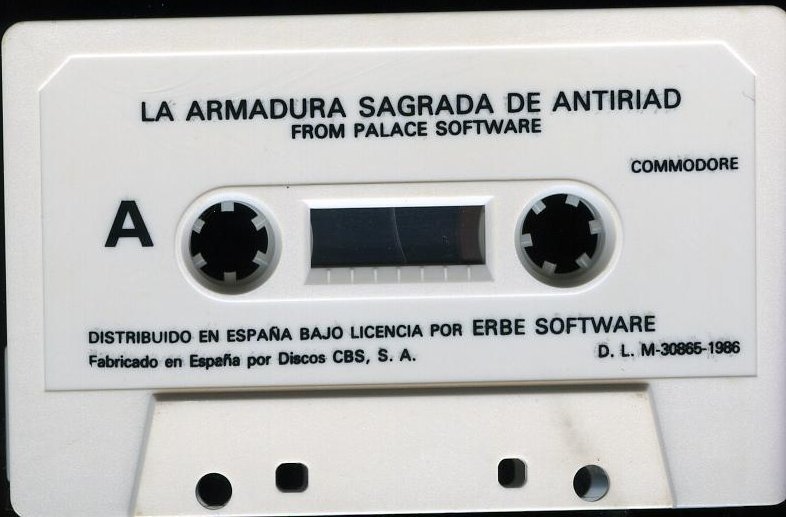 LA ARMADURA SAGRADA DE ANTIRIAD
FROM PALACE SOFTWARE
COMMODORE
A
DISTRIBUIDO EN ESPAÑA BAJO LICENCIA POR ERBE SOFTWARE
Fabricado en España por Discos CBS, S. A. D. L. M-30865-1986